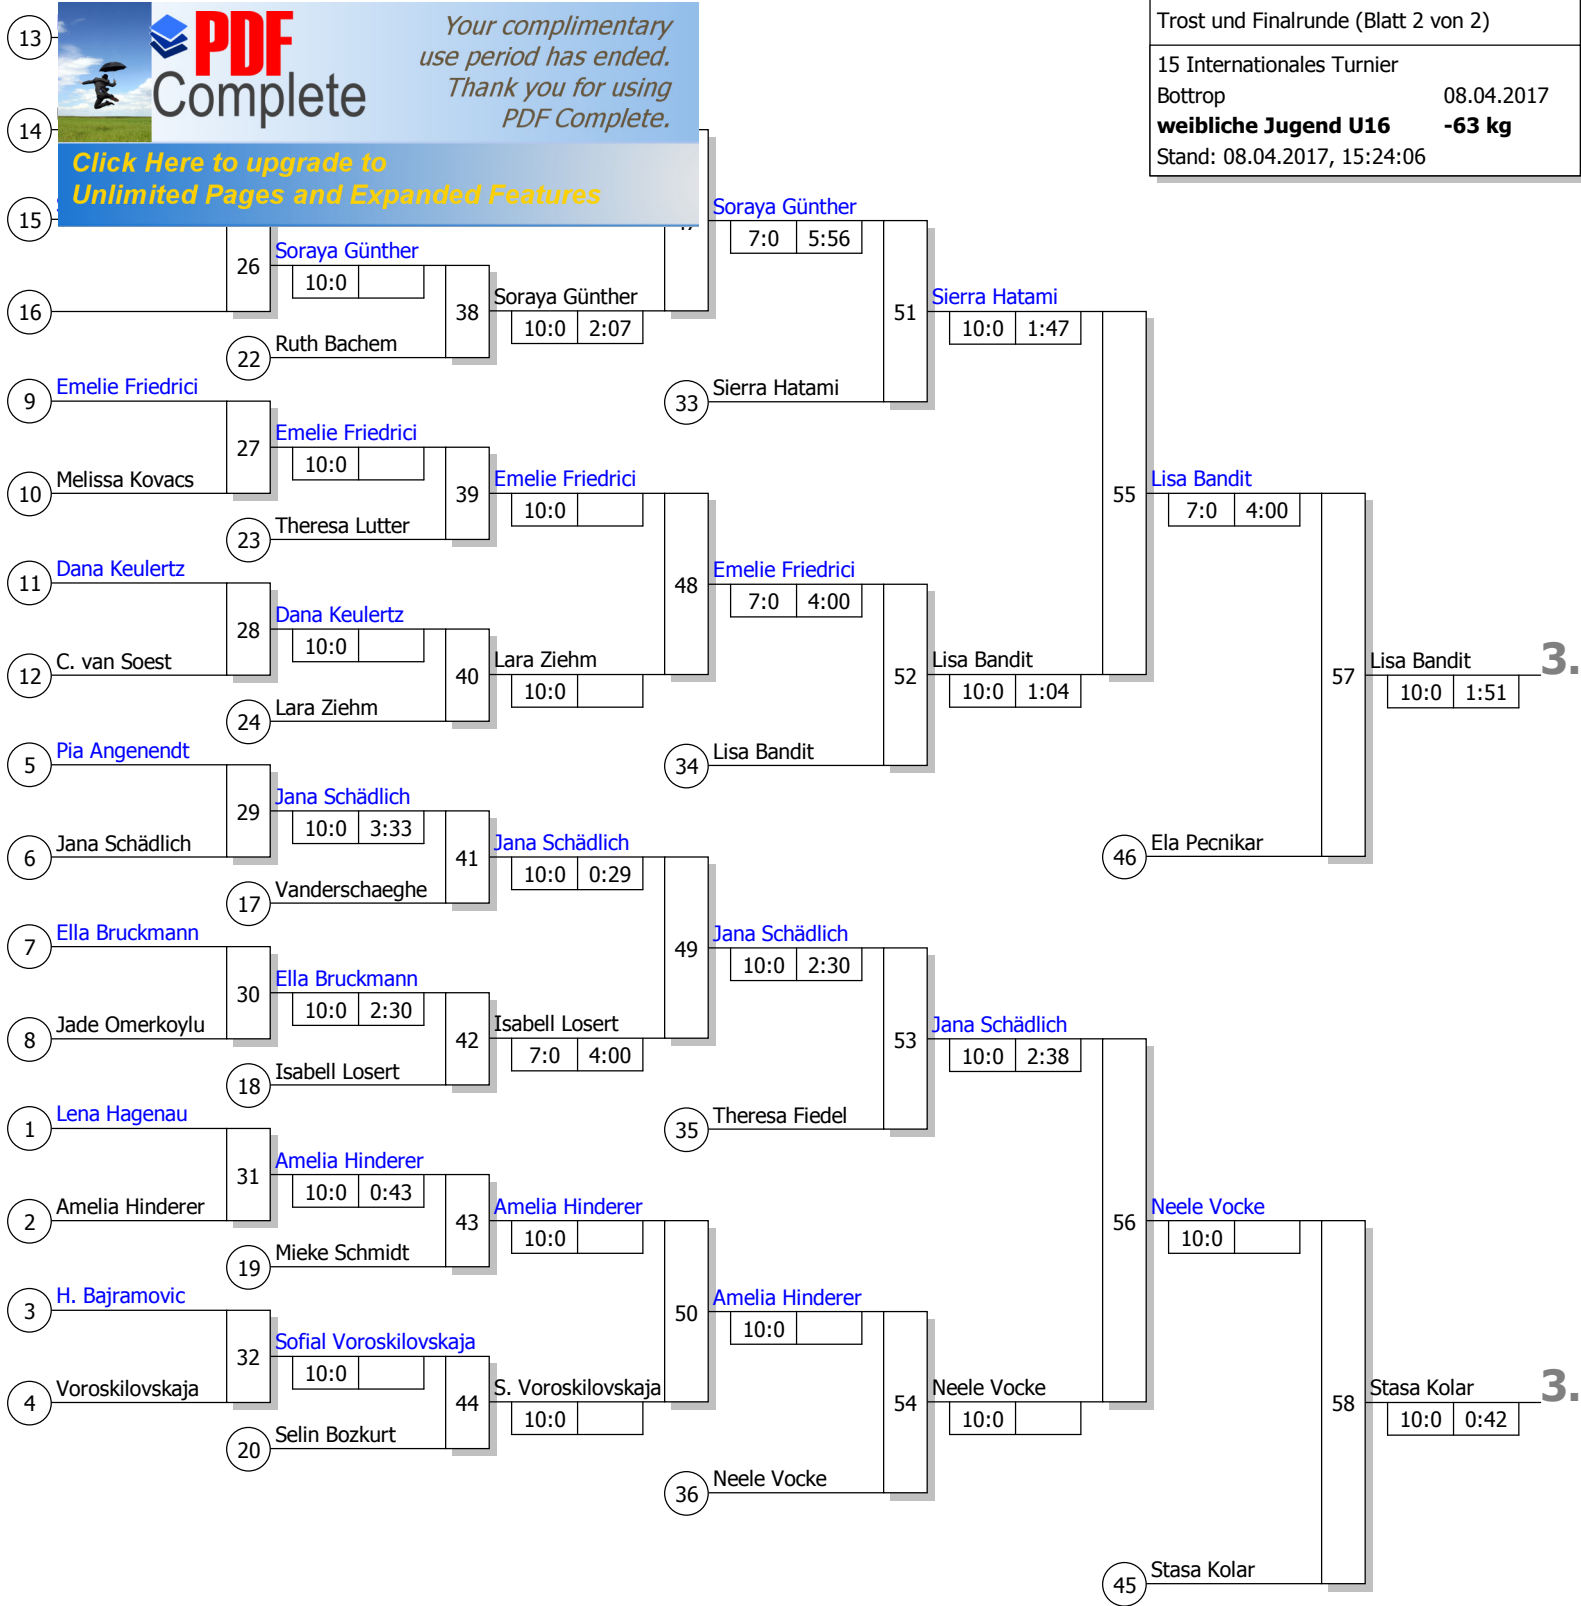 Trost und Finalrunde (Blatt 2 von 2)
15 Internationales Turnier
Bottrop 08.04.2017
weibliche Jugend U16 -63 kg
Stand: 08.04.2017, 15:24:06
PDF Complete
Your complimentary
use period has ended.
Thank you for using
PDF Complete.
Click Here to upgrade to
Unlimited Pages and Expanded Features
13
14
15
Soraya Günther
7:0 5:56
26
Soraya Günther
10:0
16
38
Soraya Günther
10:0 2:07
51
Sierra Hatami
10:0 1:47
22
Ruth Bachem
33
Sierra Hatami
9
Emelie Friedrici
27
Emelie Friedrici
10:0
10
Melissa Kovacs
39
Emelie Friedrici
10:0
55
Lisa Bandit
7:0 4:00
23
Theresa Lutter
11
Dana Keulertz
48
Emelie Friedrici
7:0 4:00
28
Dana Keulertz
10:0
12
C. van Soest
40
Lara Ziehm
10:0
52
Lisa Bandit
10:0 1:04
57
Lisa Bandit
10:0 1:51
3.
24
Lara Ziehm
34
Lisa Bandit
5
Pia Angenendt
29
Jana Schädlich
10:0 3:33
6
Jana Schädlich
41
Jana Schädlich
10:0 0:29
46
Ela Pecnikar
17
Vanderschaeghe
7
Ella Bruckmann
49
Jana Schädlich
10:0 2:30
30
Ella Bruckmann
10:0 2:30
8
Jade Omerkoylu
42
Isabell Losert
7:0 4:00
53
Jana Schädlich
10:0 2:38
18
Isabell Losert
35
Theresa Fiedel
1
Lena Hagenau
31
Amelia Hinderer
10:0 0:43
2
Amelia Hinderer
43
Amelia Hinderer
10:0
56
Neele Vocke
10:0
19
Mieke Schmidt
3
H. Bajramovic
50
Amelia Hinderer
10:0
32
Sofial Voroskilovskaja
10:0
4
Voroskilovskaja
44
S. Voroskilovskaja
10:0
54
Neele Vocke
10:0
58
Stasa Kolar
10:0 0:42
3.
20
Selin Bozkurt
36
Neele Vocke
45
Stasa Kolar